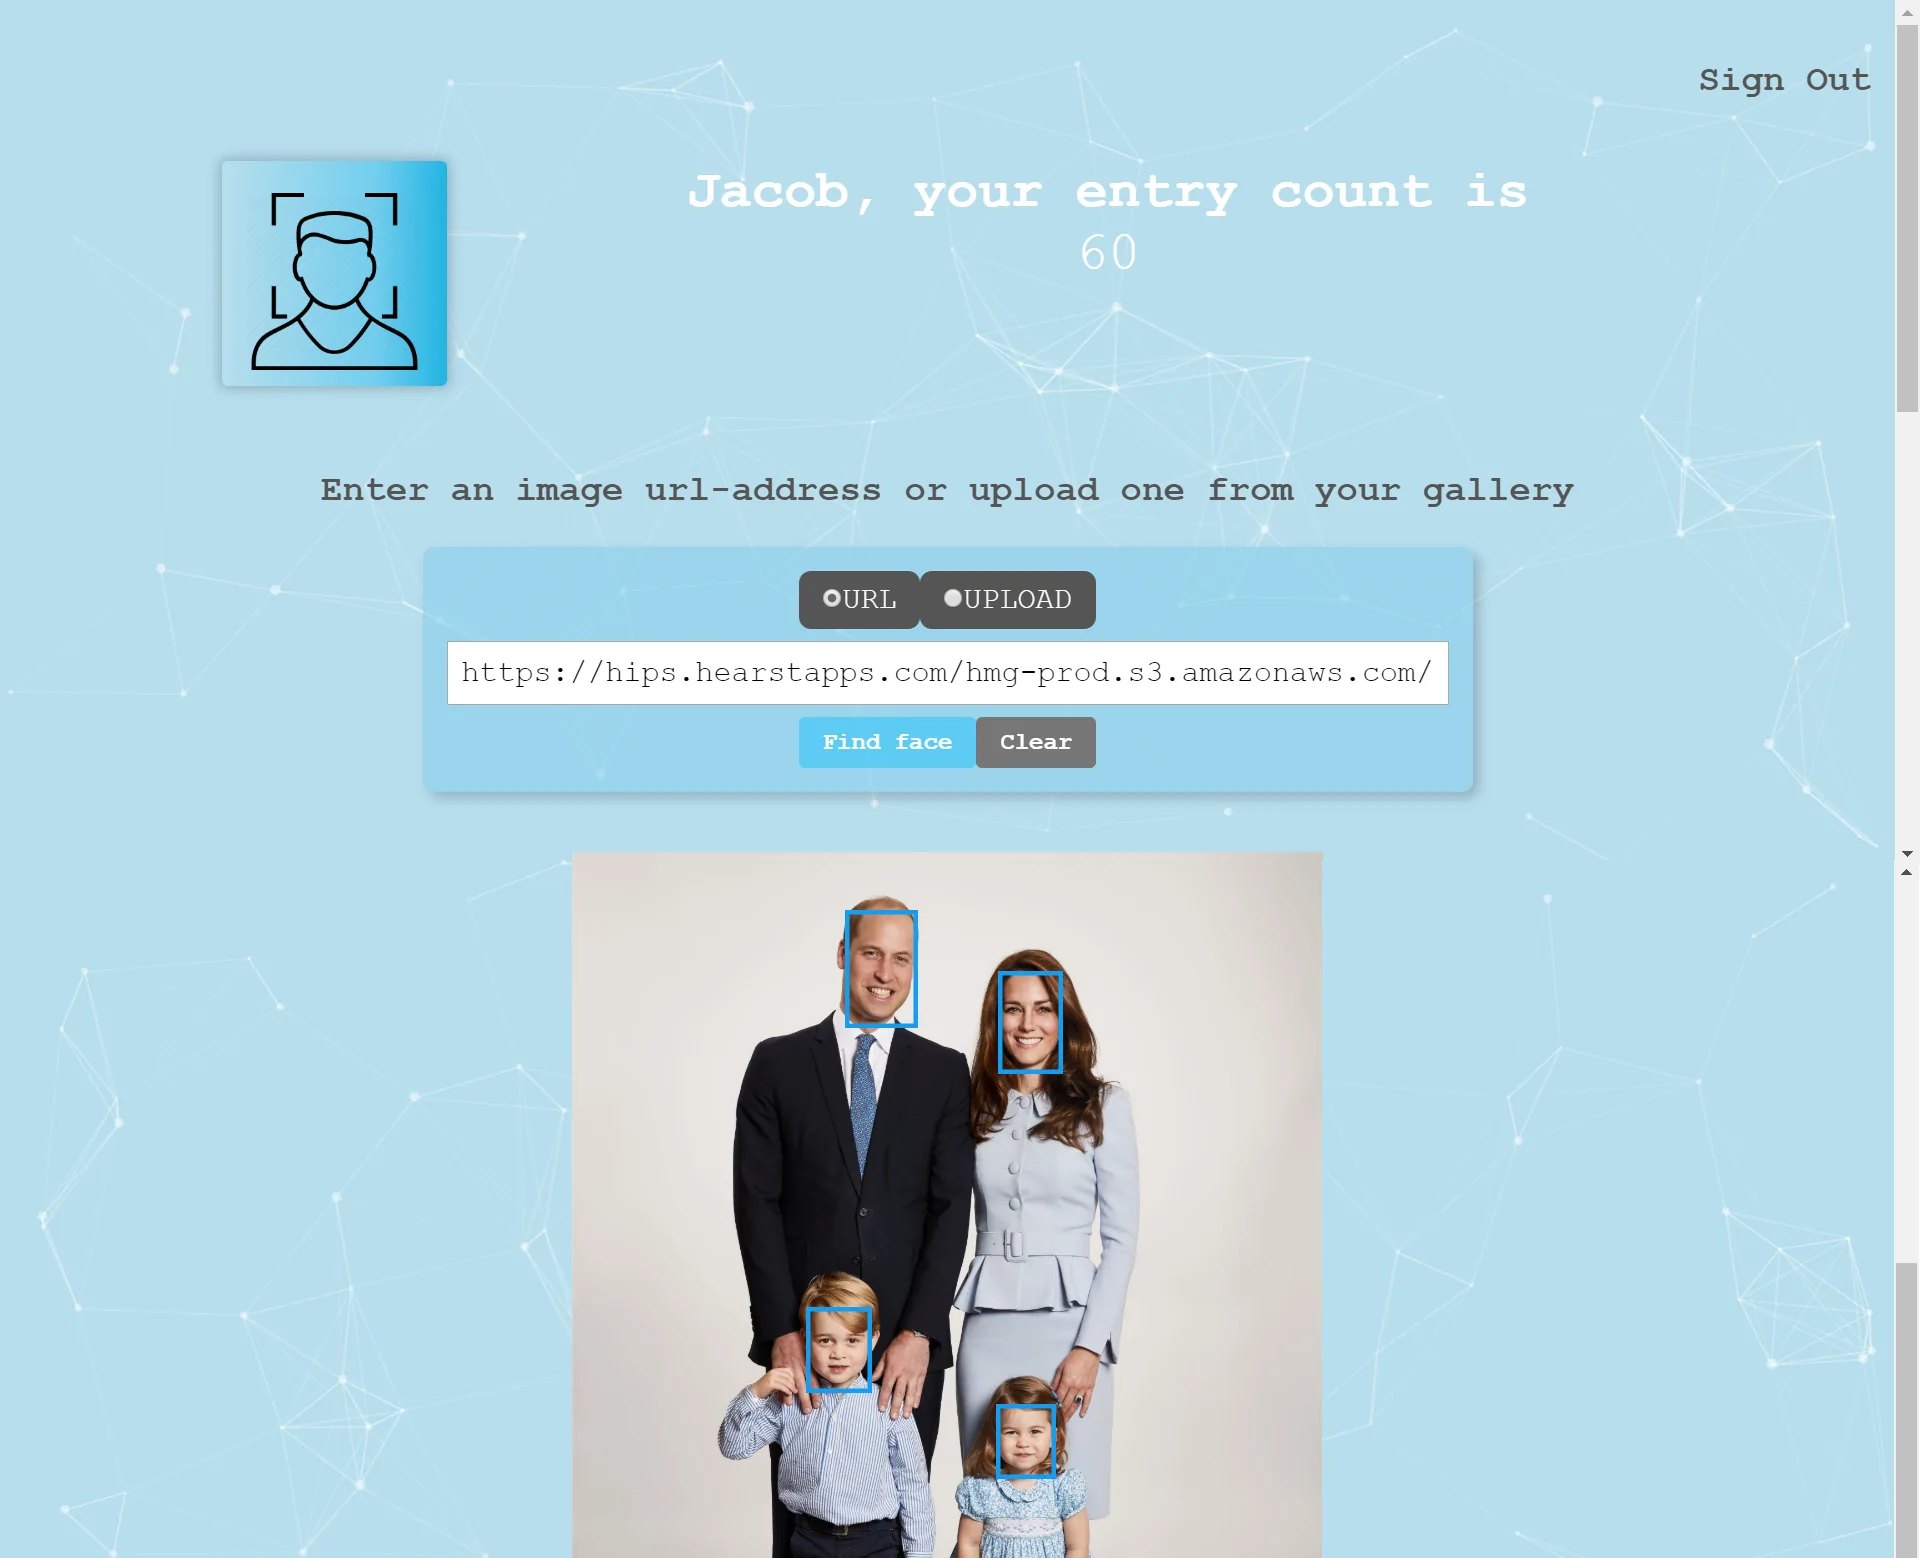 Sign Out
Jacob, your entry count is
60
Enter an image url-address or upload one from your gallery
URL UPLOAD
https://hips.hearstapps.com/hmg-prod.s3.amazonaws.com/
Find face Clear